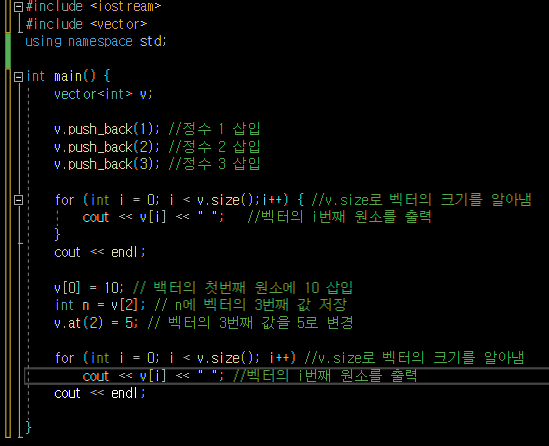 #include <iostream>
#include <vector>
using namespace std;
int main() {
vector<int> v;
v.push_back(1); //정수 1 삽입
v.push_back(2); //정수 2 삽입
v.push_back(3); //정수 3 삽입
for (int i = 0; i < v.size();i++) { //v.size로 벡터의 크기를 알아냄
cout << v[i] << " "; //벡터의 i번째 원소를 출력
}
cout << endl;
v[0] = 10; // 백터의 첫번째 원소에 10 삽입
int n = v[2]; // n에 벡터의 3번째 값 저장
v.at(2) = 5; // 벡터의 3번째 값을 5로 변경
for (int i = 0; i < v.size(); i++) //v.size로 벡터의 크기를 알아냄
cout << v[i] << " "; //벡터의 i번째 원소를 출력
cout << endl;
}